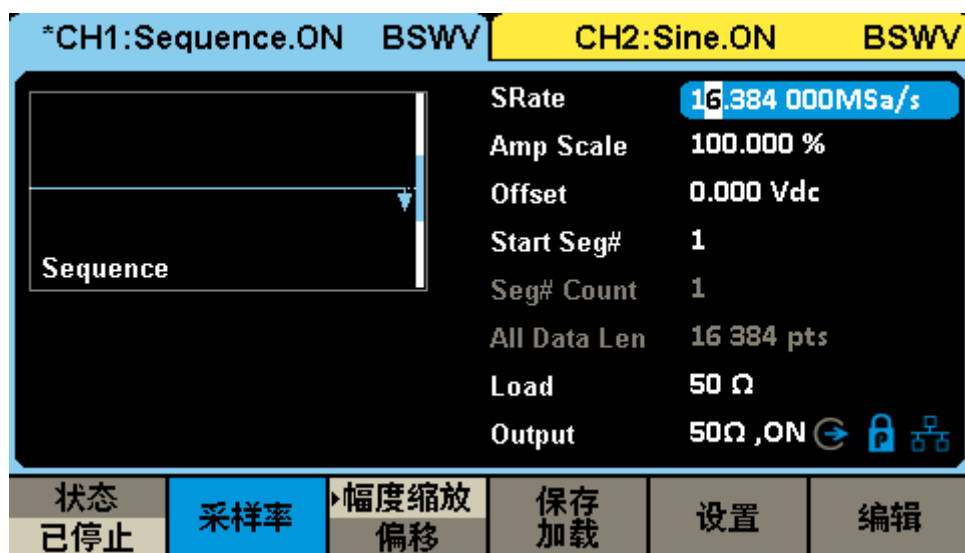 *CH1:Sequence.ON BSWV
CH2:Sine.ON BSWV
Sequence
SRate 16.384 000MSa/s
Amp Scale 100.000 %
Offset 0.000 Vdc
Start Seg# 1
Seg# Count 1
All Data Len 16 384 pts
Load 50 Ω
Output 50Ω ,ON
状态
已停止
采样率
幅度缩放
偏移
保存
加载
设置
编辑